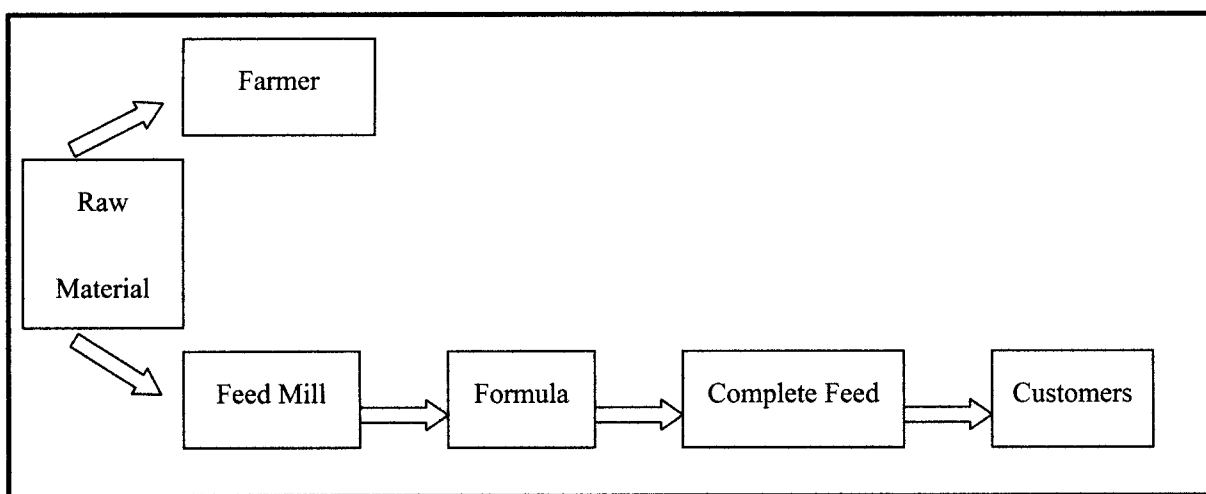 Farmer
Raw
Material
Feed Mill
Formula
Complete Feed
Customers